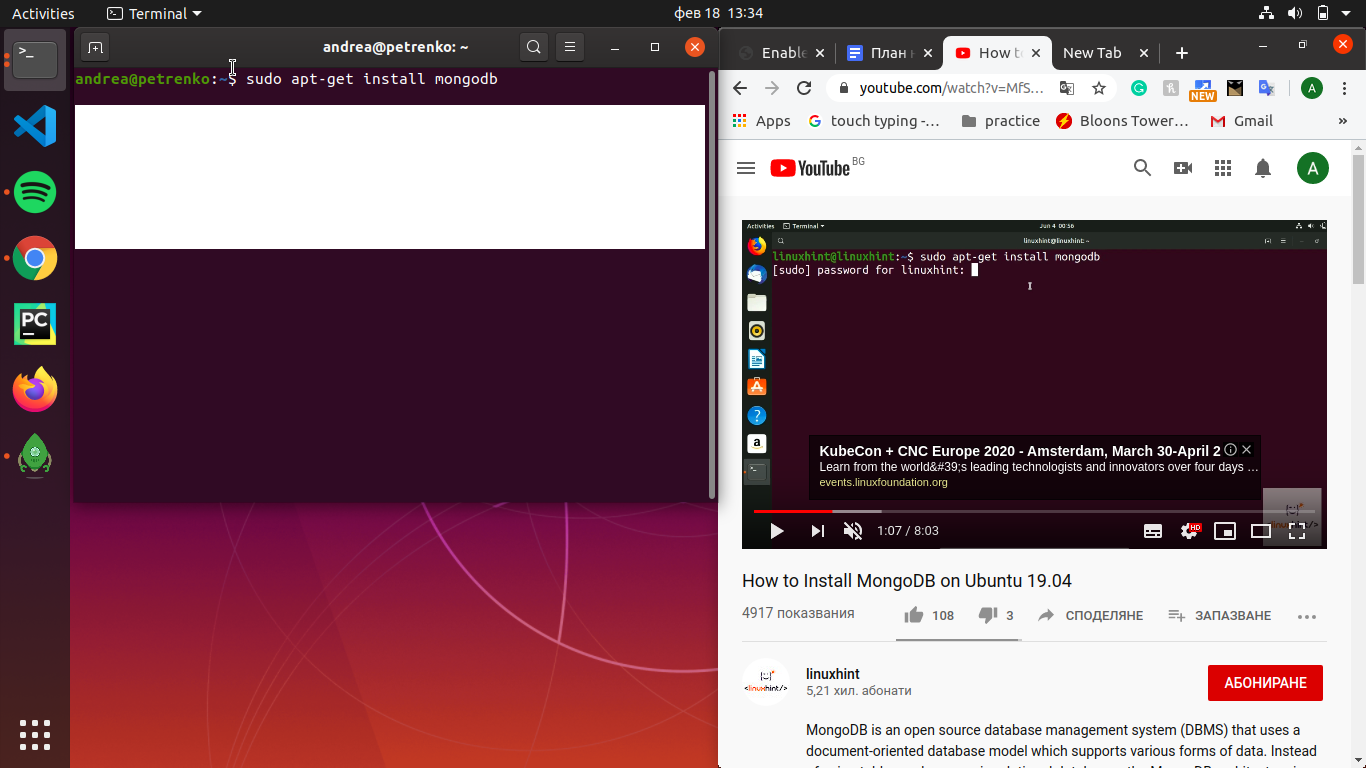 Activities
Terminal
фев 18 13:34
andrea@petrenko: ~
andrea@petrenko:~$ sudo apt-get install mongodb
PC
Enable
План н
How to
New Tab
youtube.com/watch?v=MfS...
NEW
A
Apps
touch typing -...
practice
Bloons Tower...
Gmail
»
YouTube BG
A
Activities
Terminal
Jun 4 00:56
linuxhint@linuxhint: ~
linuxhint@linuxhint:~$ sudo apt-get install mongodb
[sudo] password for linuxhint:
KubeCon + CNC Europe 2020 - Amsterdam, March 30-April 2
Learn from the world&#39;s leading technologists and innovators over four days ...
events.linuxfoundation.org
1:07 / 8:03
HD
How to Install MongoDB on Ubuntu 19.04
4917 показвания
108
3
СПОДЕЛЯНЕ
ЗАПАЗВАНЕ
<linuxhint/>
linuxhint
5,21 хил. абонати
АБОНИРАНЕ
MongoDB is an open source database management system (DBMS) that uses a
document-oriented database model which supports various forms of data. Instead